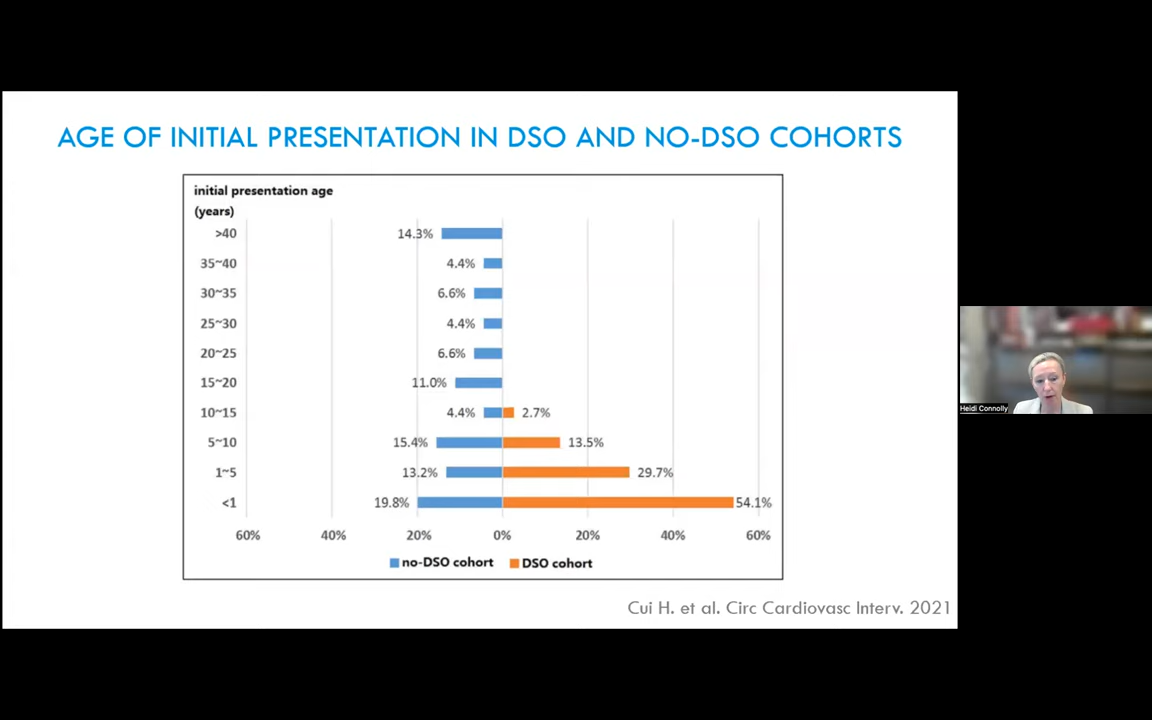 AGE OF INITIAL PRESENTATION IN DSO AND NO-DSO COHORTS
initial presentation age
(years)
>40 14.3%
35~40 4.4%
30~35 6.6%
25~30 4.4%
20~25 6.6%
15~20 11.0%
10~15 4.4% 2.7%
5~10 15.4% 13.5%
1~5 13.2% 29.7%
<1 19.8% 54.1%
60% 40% 20% 0% 20% 40% 60%
no-DSO cohort DSO cohort
Cui H. et al. Circ Cardiovasc Interv. 2021
Heidi Connolly